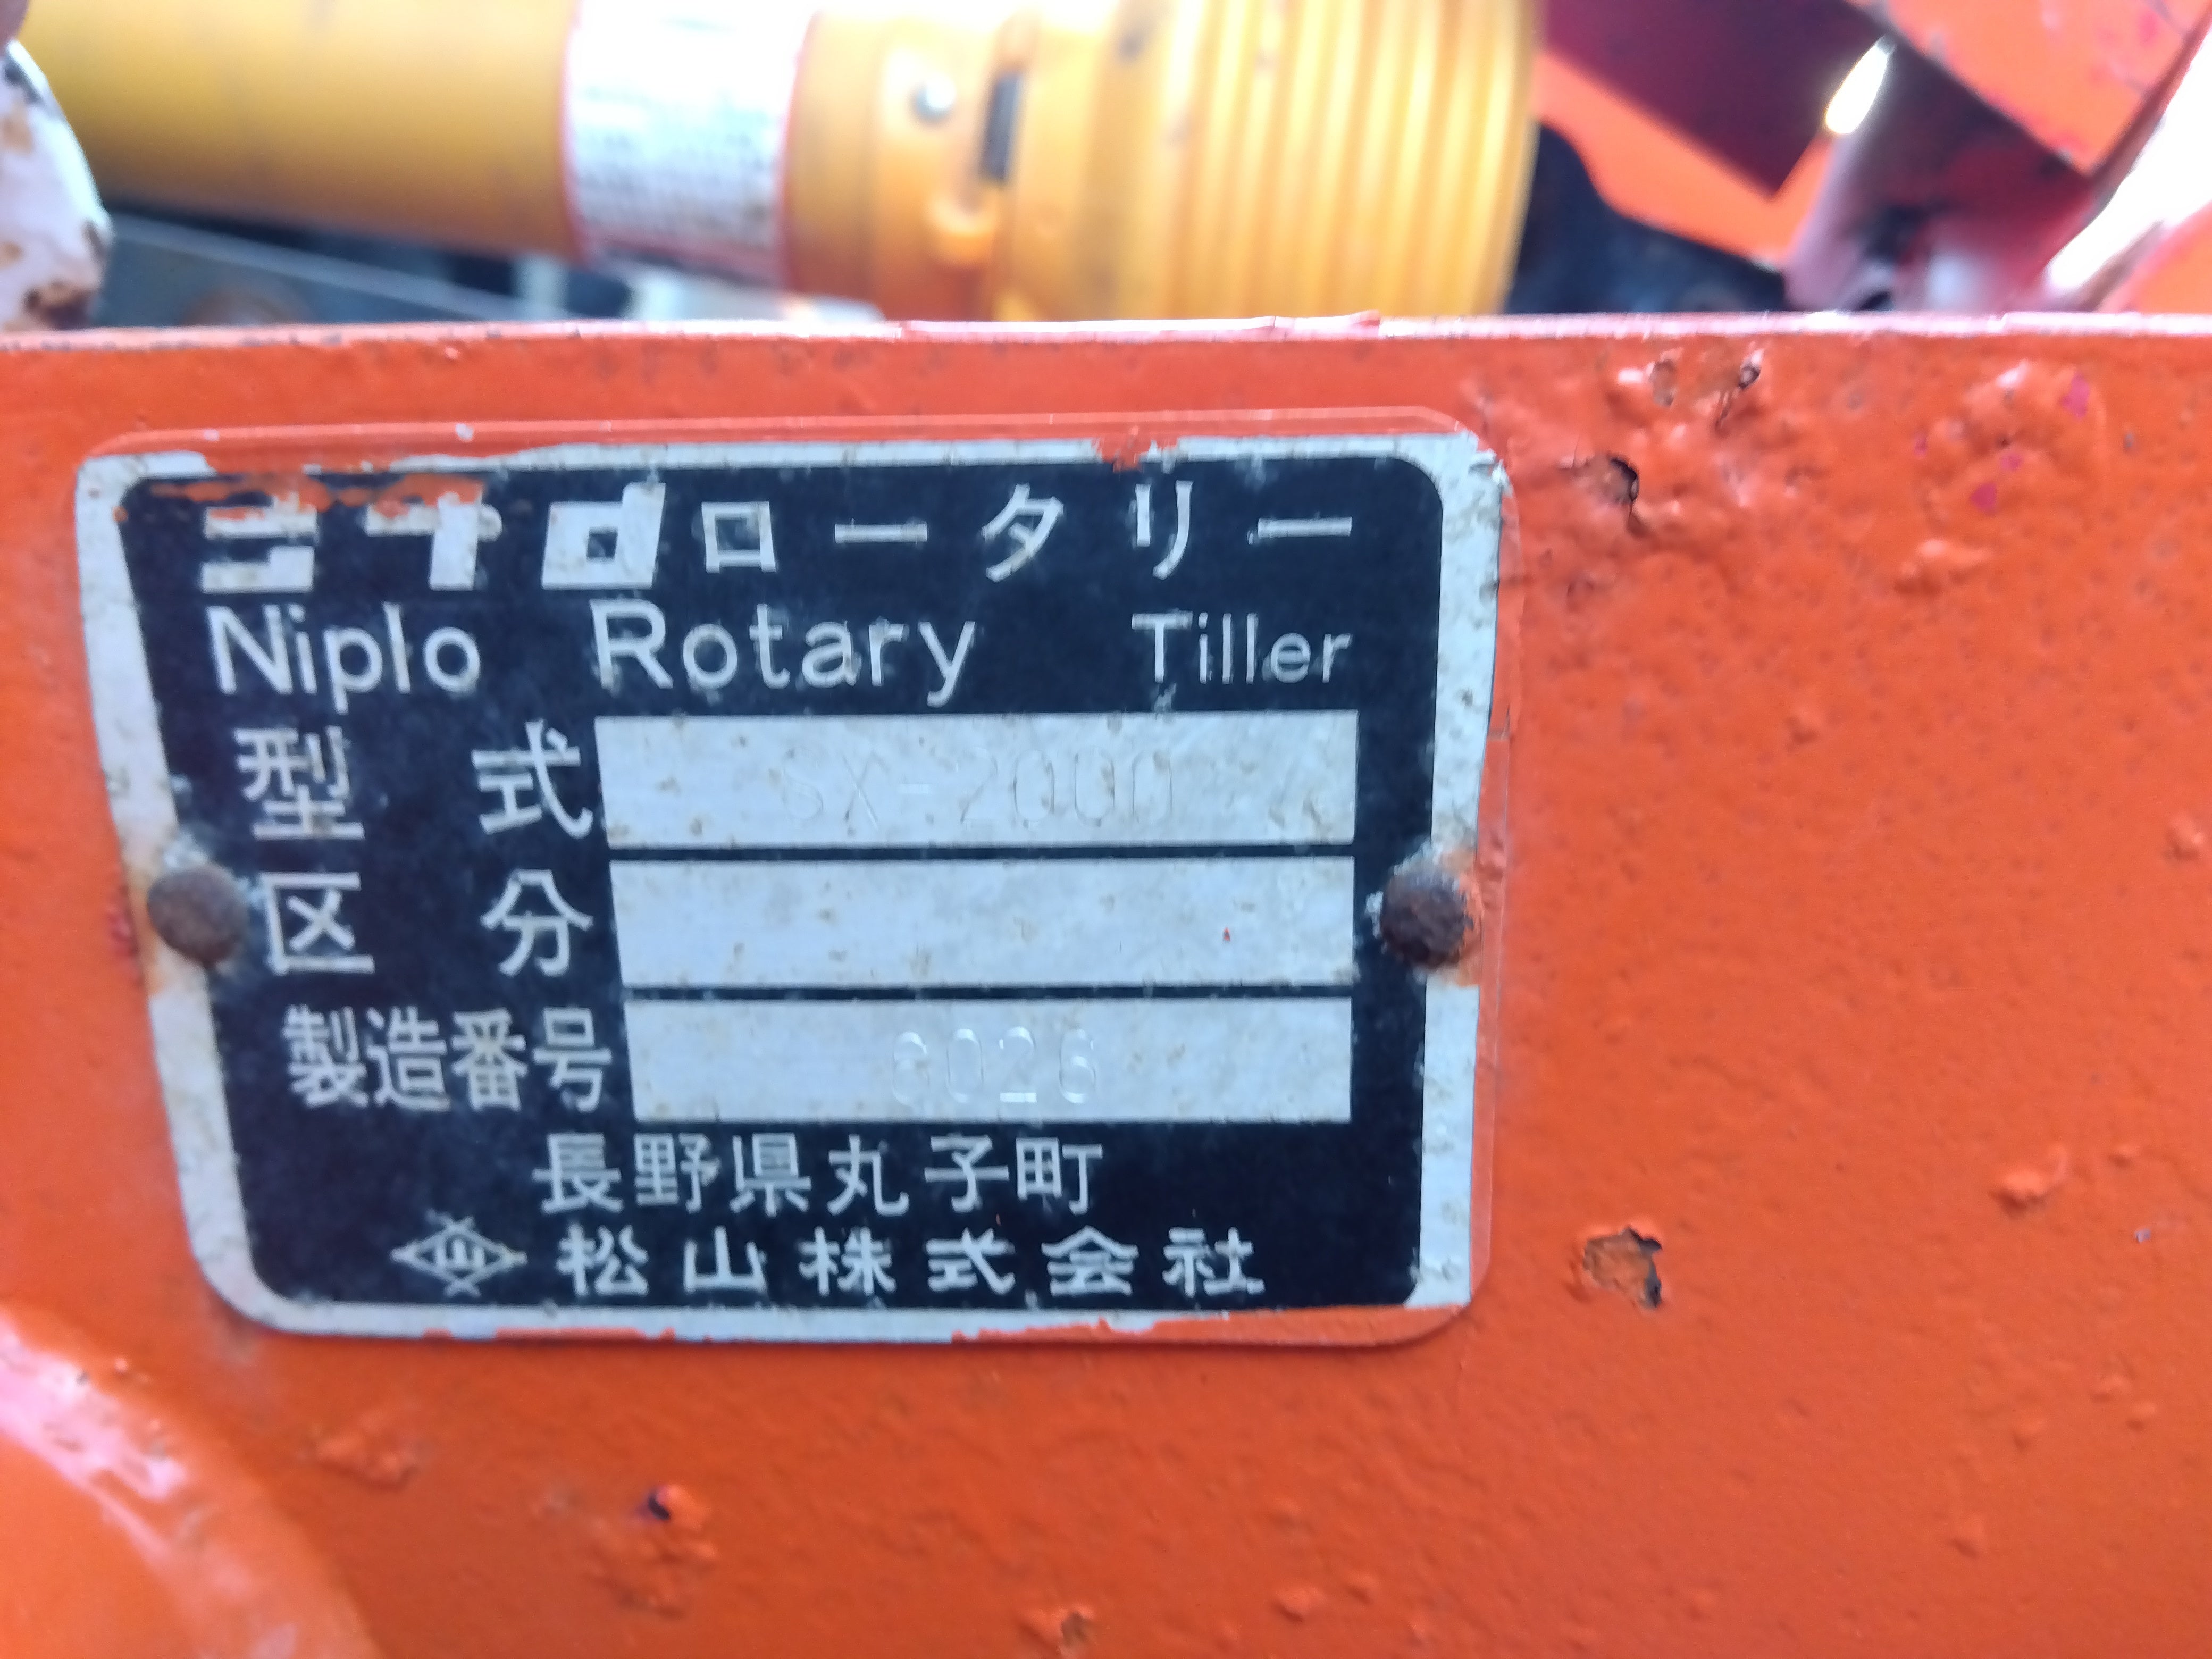 ニプロロータリー
Niplo Rotary Tiller
型式 SX-2000
区分
製造番号 6026
長野県丸子町
松山株式会社